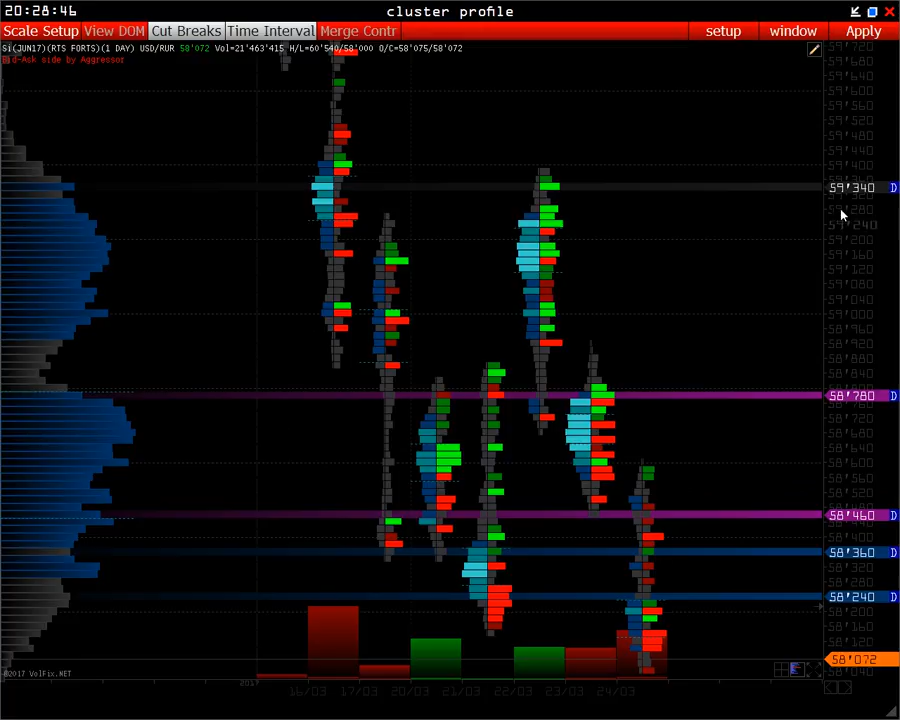 20:28:46
cluster profile
Scale Setup
View DOM
Cut Breaks
Time Interval
Merge Contr
setup
window
Apply
Si(JUN17)(RTS FORTS)(1 DAY) USD/RUR 58'072 Vol=21'463'415 H/L=60'540/58'000 O/C=58'075/58'072
d-Ask side by Aggressor
59'720
59'680
59'640
59'600
59'560
59'520
59'480
59'440
59'400
59'340 D
59'280
59'240
59'200
59'160
59'120
59'080
59'040
59'000
58'960
58'920
58'880
58'840
58'780 D
58'720
58'680
58'640
58'600
58'560
58'520
58'460 D
58'400
58'360 D
58'320
58'280
58'240 D
58'200
58'160
58'120
58'072
58'040
©2017 VolFix.NET
2017
16/03
17/03
20/03
21/03
22/03
23/03
24/03